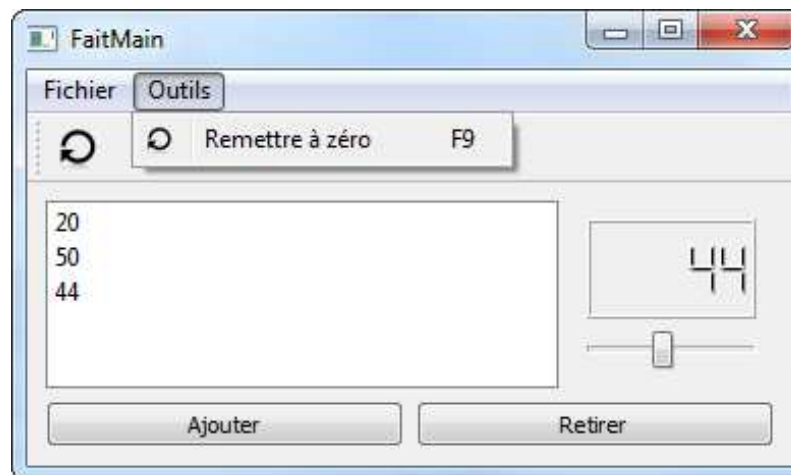 FaitMain
Fichier Outils
Remettre à zéro F9
20
50
44
44
Ajouter Retirer